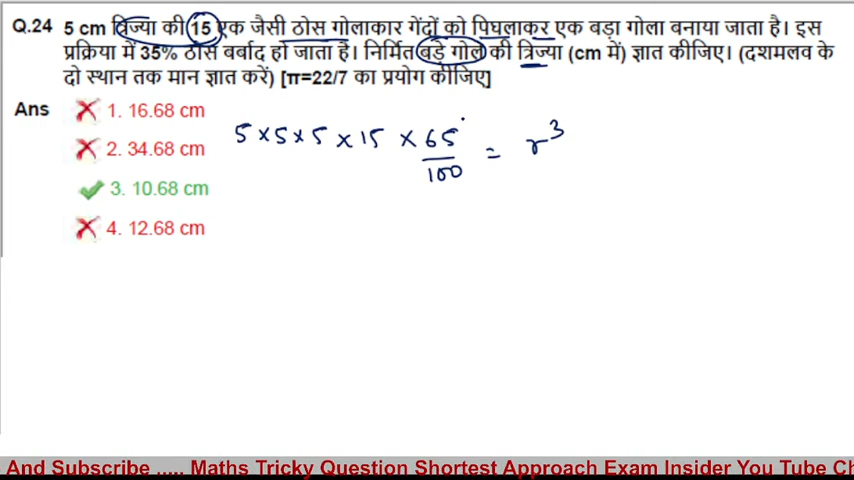 Q.24 5 cm त्रिज्या की 15 एक जैसी ठोस गोलाकार गेंदों को पिघलाकर एक बड़ा गोला बनाया जाता है। इस
प्रक्रिया में 35% ठोस बर्बाद हो जाता है। निर्मित बड़े गोले की त्रिज्या (cm में) ज्ञात कीजिए। (दशमलव के
दो स्थान तक मान ज्ञात करें) [π=22/7 का प्रयोग कीजिए]
Ans 1. 16.68 cm
2. 34.68 cm
3. 10.68 cm
4. 12.68 cm
5 × 5 × 5 × 15 × 65/100 = r³
And Subscribe ..... Maths Tricky Question Shortest Approach Exam Insider You Tube Ch